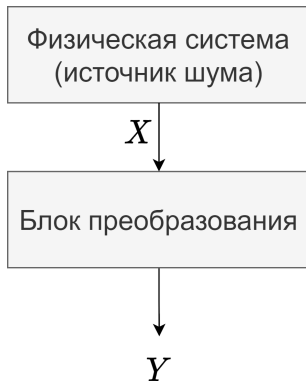 Физическая система
(источник шума)
X
Блок преобразования
Y